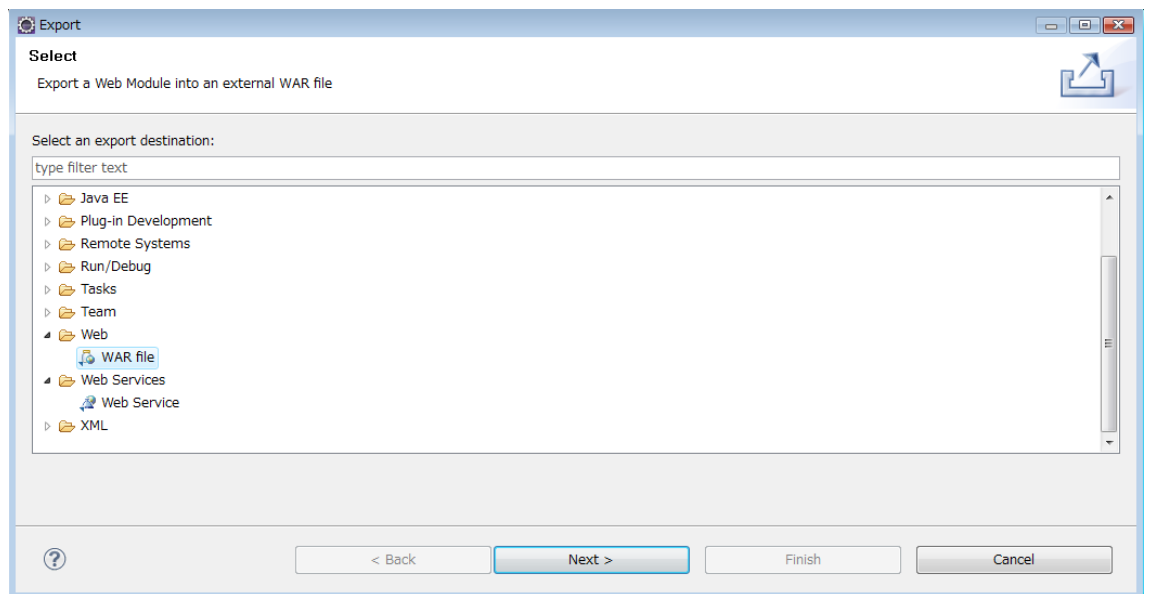 Export
Select
Export a Web Module into an external WAR file
Select an export destination:
type filter text
Java EE
Plug-in Development
Remote Systems
Run/Debug
Tasks
Team
Web
WAR file
Web Services
Web Service
XML
? < Back Next > Finish Cancel